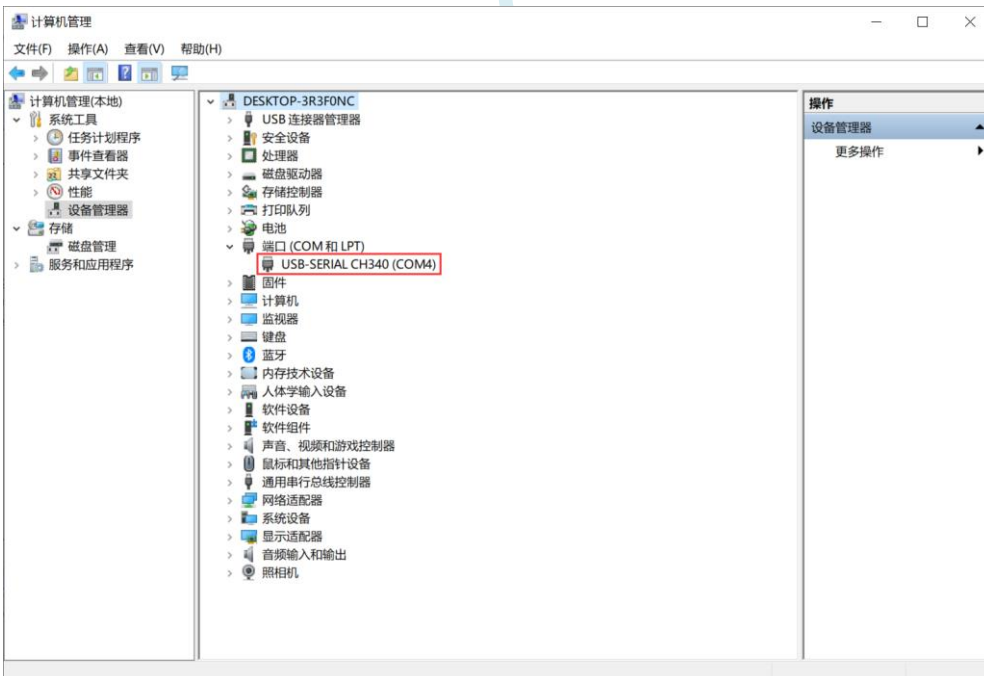 计算机管理
文件(F) 操作(A) 查看(V) 帮助(H)
计算机管理(本地)
系统工具
任务计划程序
事件查看器
共享文件夹
性能
设备管理器
存储
磁盘管理
服务和应用程序
DESKTOP-3R3F0NC
USB 连接器管理器
安全设备
处理器
磁盘驱动器
存储控制器
打印队列
电池
端口 (COM 和 LPT)
USB-SERIAL CH340 (COM4)
固件
计算机
监视器
键盘
蓝牙
内存技术设备
人体学输入设备
软件设备
软件组件
声音、视频和游戏控制器
鼠标和其他指针设备
通用串行总线控制器
网络适配器
系统设备
显示适配器
音频输入和输出
照相机
操作
设备管理器
更多操作